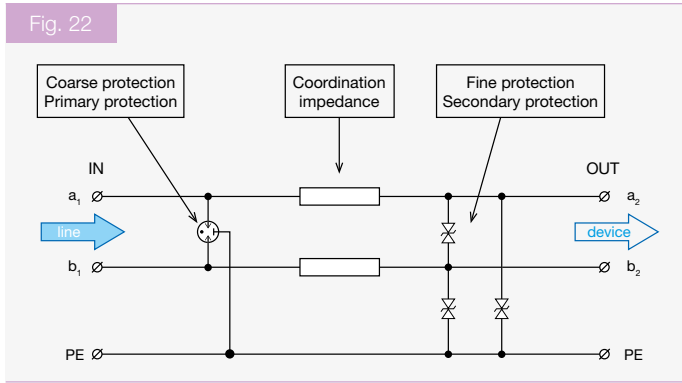 Fig. 22
Coarse protection
Primary protection
Coordination
impedance
Fine protection
Secondary protection
IN
OUT
a₁
a₂
line
device
b₁
b₂
PE
PE